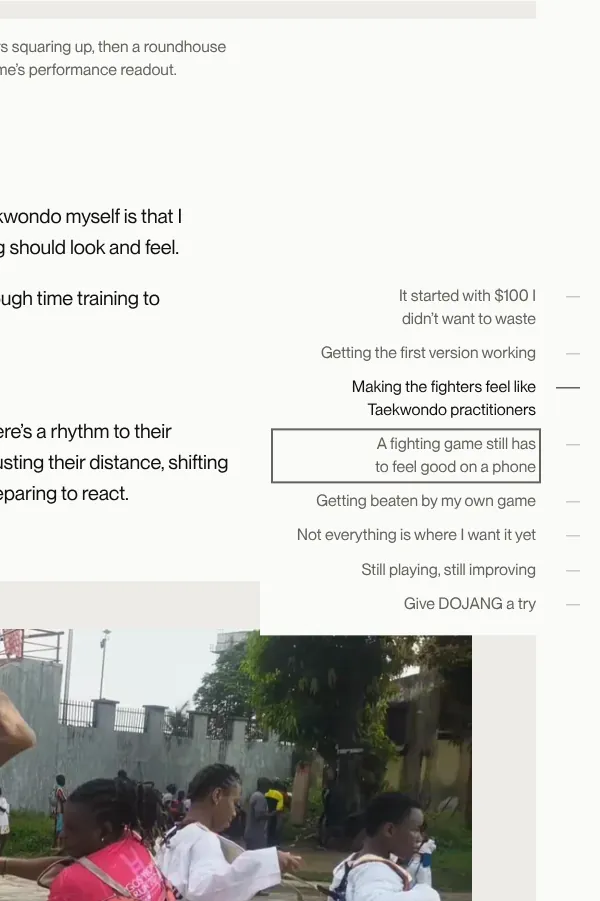 rs squaring up, then a roundhouse
me's performance readout.
kwondo myself is that I
g should look and feel.
ough time training to
It started with $100 I
didn't want to waste
Getting the first version working
Making the fighters feel like
Taekwondo practitioners
A fighting game still has
to feel good on a phone
Getting beaten by my own game
Not everything is where I want it yet
Still playing, still improving
Give DOJANG a try
ere's a rhythm to their
usting their distance, shifting
eparing to react.